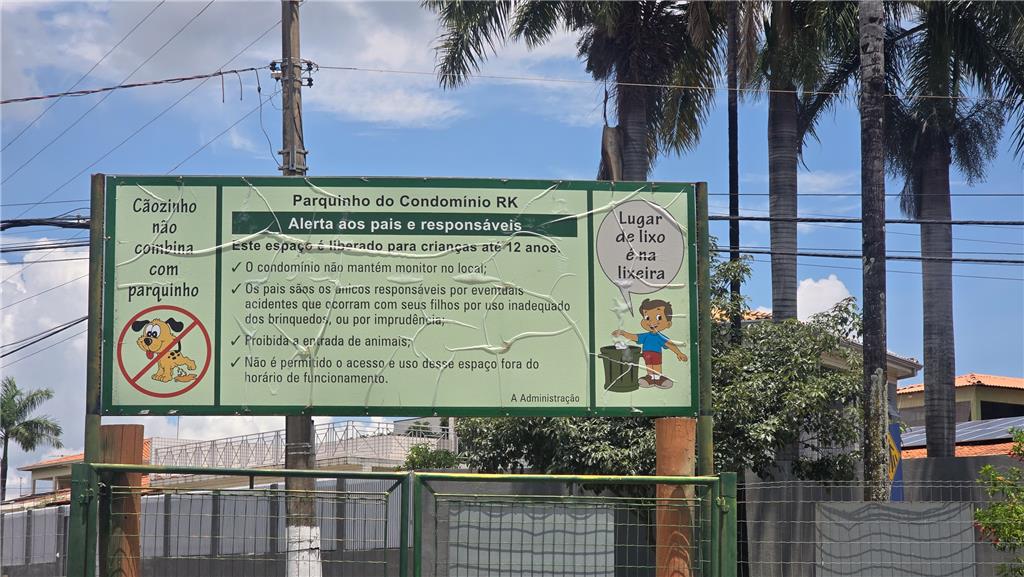 Cãozinho
não
combina
com
parquinho
Parquinho do Condomínio RK
Alerta aos pais e responsáveis
Este espaço é liberado para crianças até 12 anos.
✓ O condomínio não mantém monitor no local;
✓ Os pais são os únicos responsáveis por eventuais
acidentes que ocorram com seus filhos por uso inadequado
dos brinquedos, ou por imprudência;
✓ Proibida a entrada de animais;
✓ Não é permitido o acesso e uso desse espaço fora do
horário de funcionamento.
A Administração
Lugar
de lixo
é na
lixeira